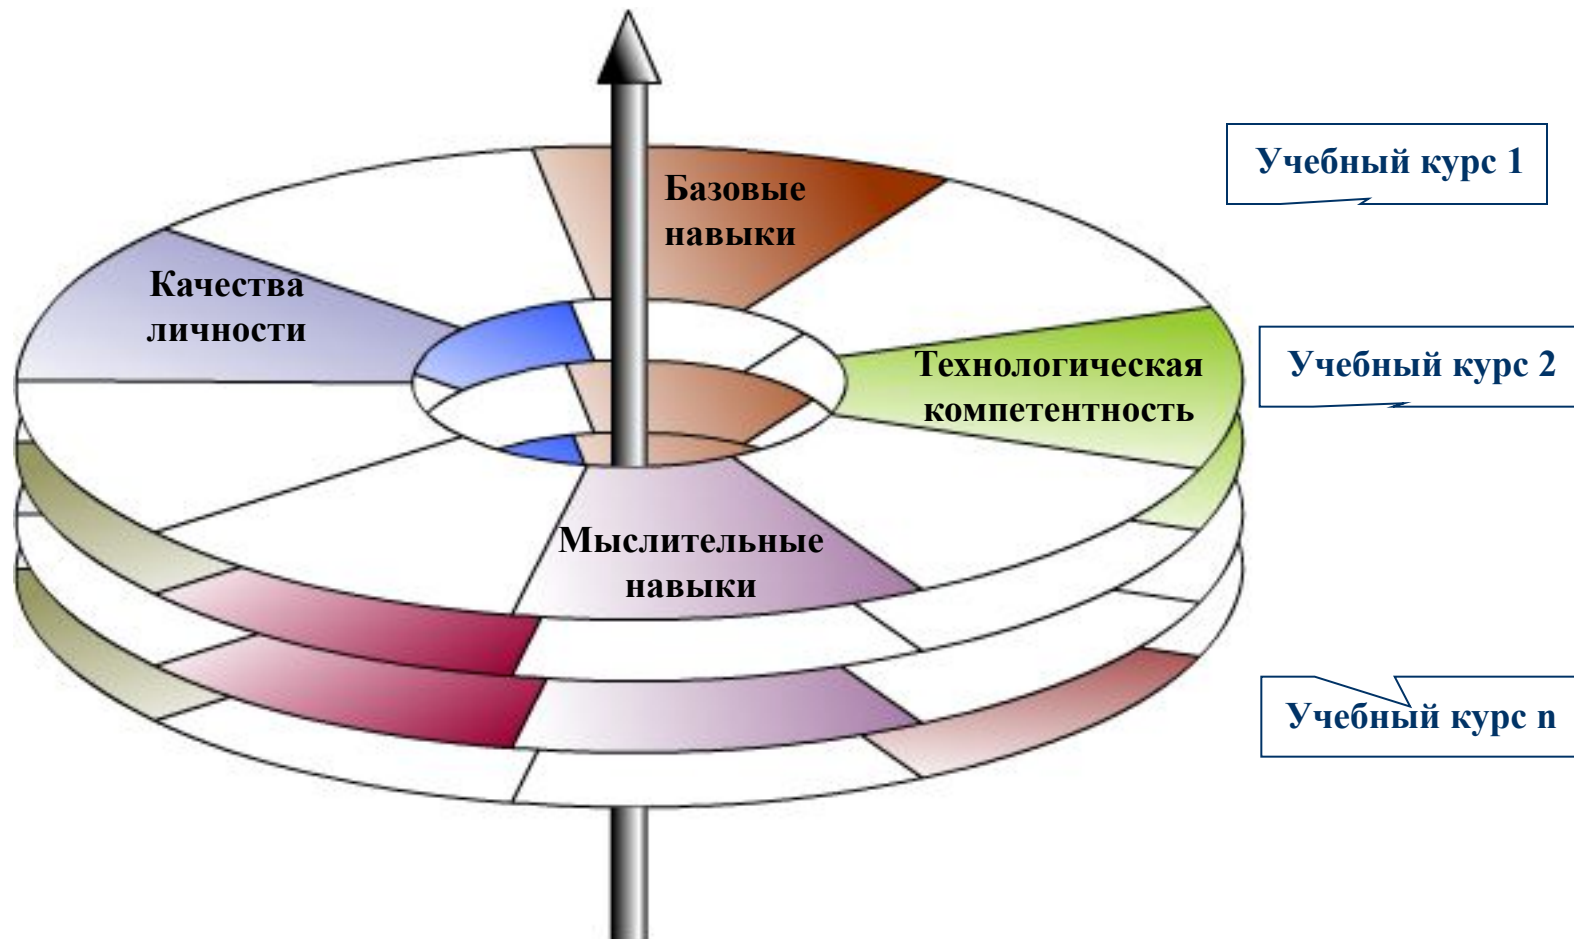 Базовые
навыки
Учебный курс 1
Качества
личности
Технологическая
компетентность
Учебный курс 2
Мыслительные
навыки
Учебный курс n